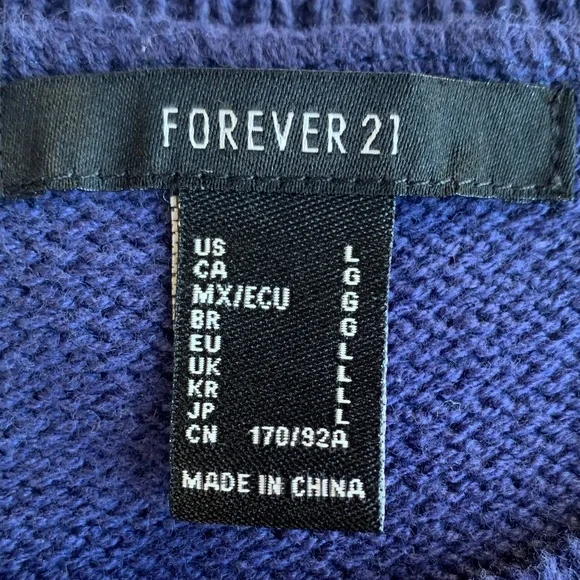 FOREVER 21
US L
CA G
MX/ECU G
BR G
EU L
UK L
KR L
JP L
CN 170/92A
MADE IN CHINA